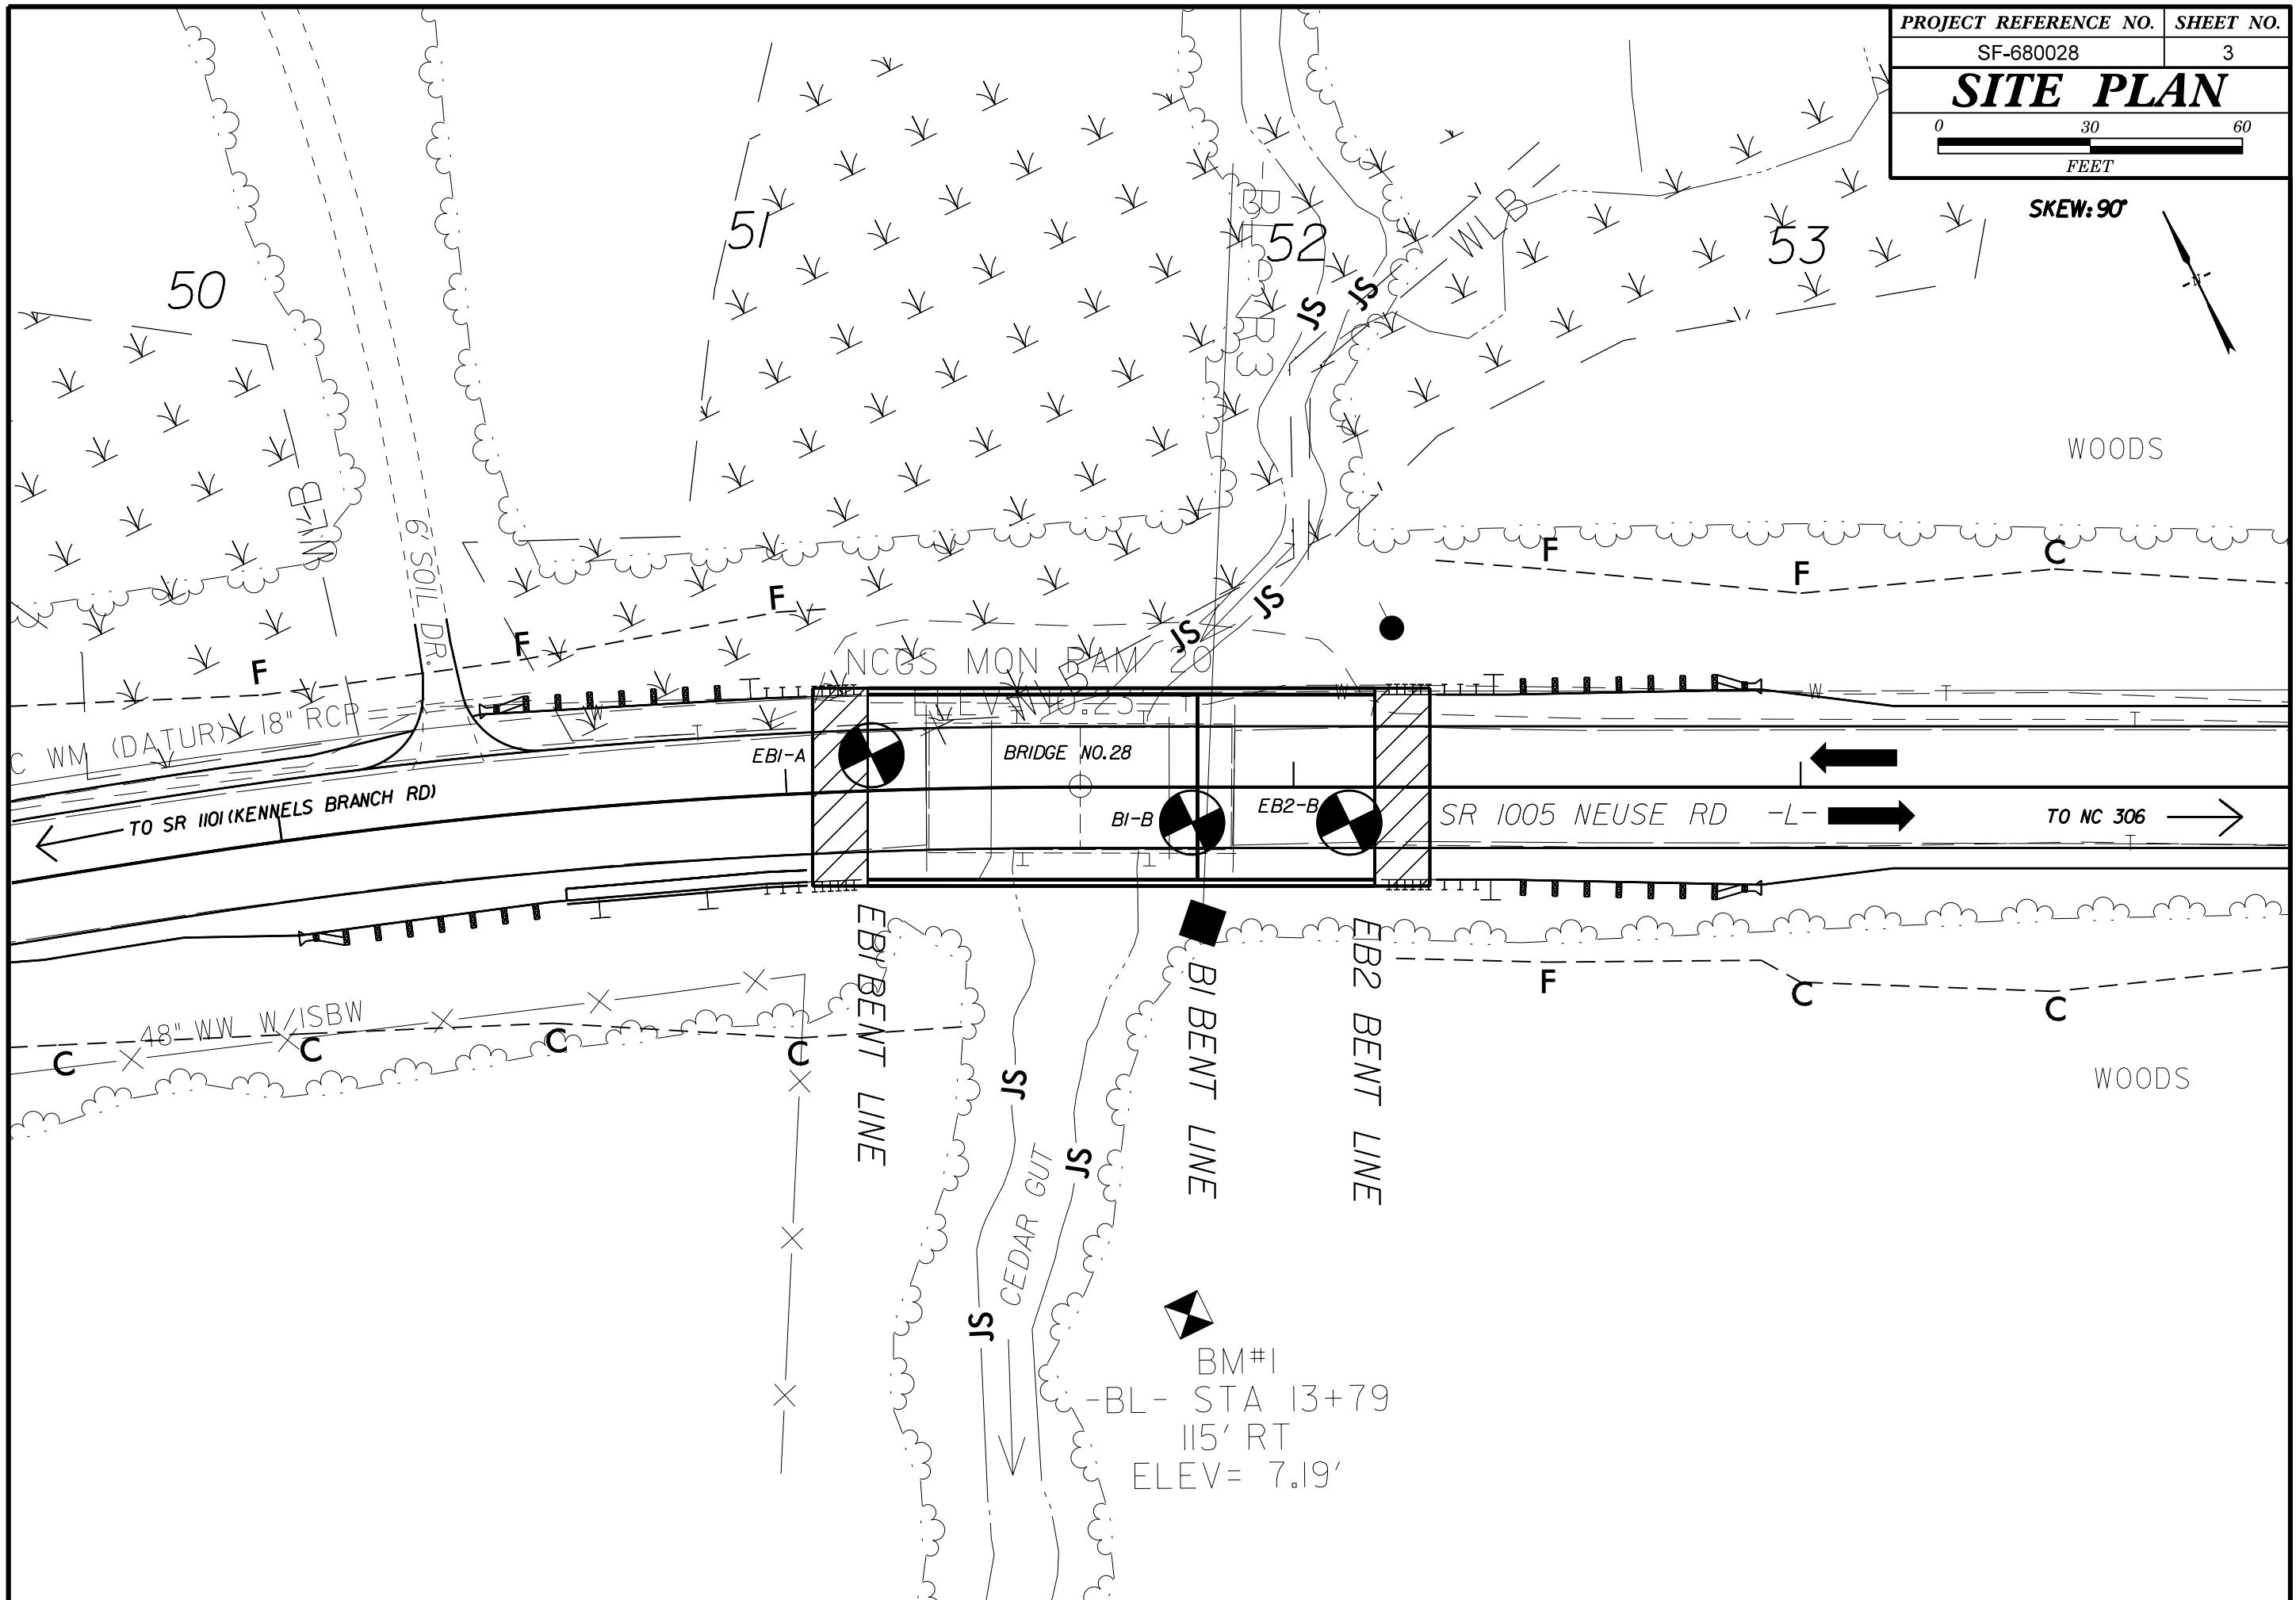 PROJECT REFERENCE NO. SHEET NO.
SF-680028 3
SITE PLAN
0 30 60
FEET
SKEW: 90°
N
50
51
52
53
WLB
JS
JS
WOODS
6' SOIL DR.
F
F
F
F
F
C
JS
JS
NCGS MON RAM 20
18" RCP
C WM (DATUR)
W
W
W
T
T
T
T
T
T
EB1-A
BRIDGE NO.28
B1-B
EB2-B
TO SR 1101 (KENNELS BRANCH RD)
SR 1005 NEUSE RD -L-
TO NC 306
EB1 BENT LINE
B1 BENT LINE
EB2 BENT LINE
48" WW W/1SBW
C
C
C
C
F
C
C
JS
JS
JS
CEDAR GUT
WOODS
BM#1
-BL- STA 13+79
115' RT
ELEV= 7.19'